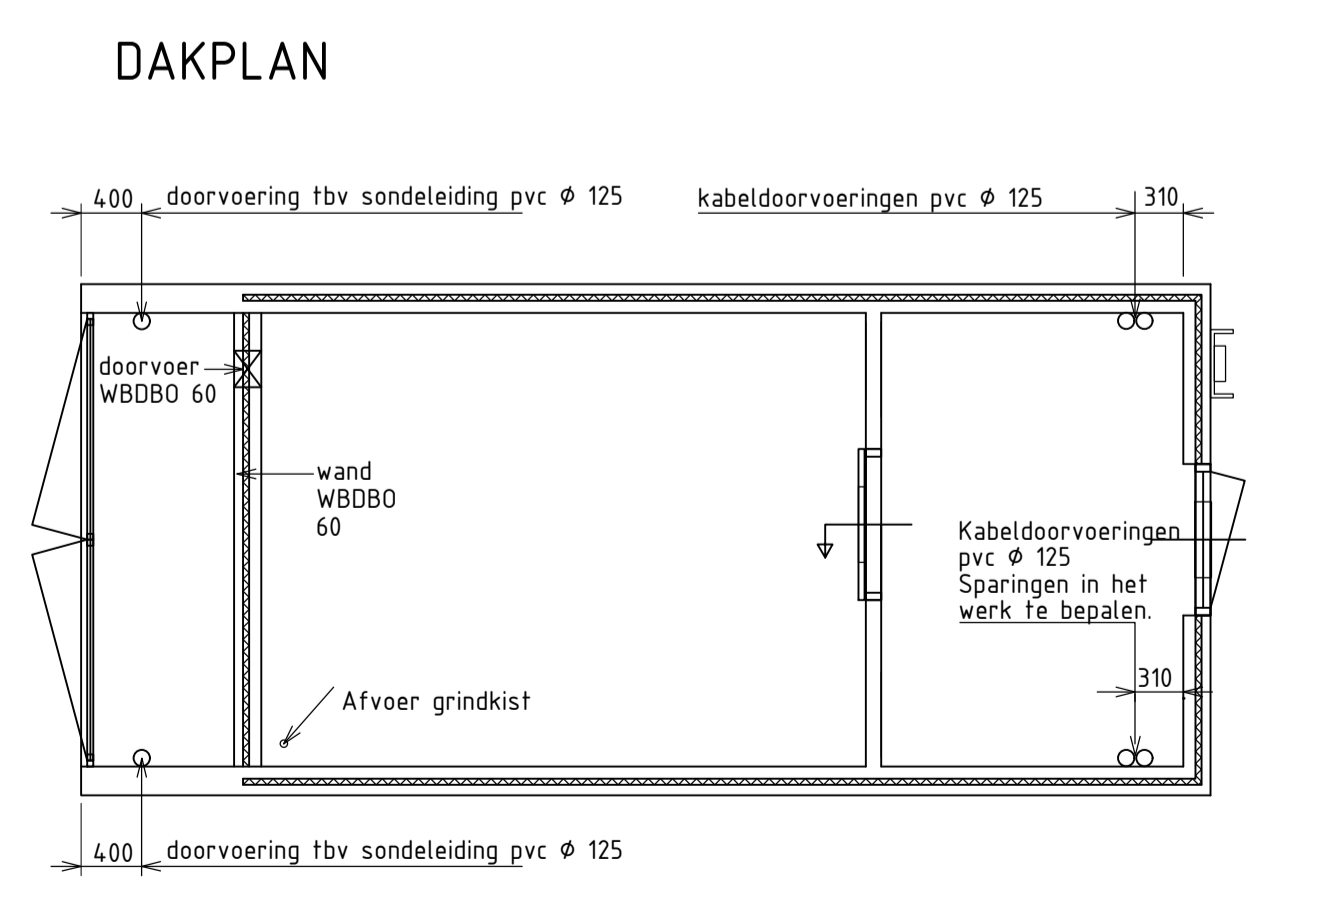 DAKPLAN
400
doorvoering tbv sondeleiding pvc Ø 125
kabeldoorvoeringen pvc Ø 125
310
doorvoer
WBDBO 60
wand
WBDBO
60
Kabeldoorvoeringen
pvc Ø 125
Sparingen in het
werk te bepalen.
310
Afvoer grindkist
400
doorvoering tbv sondeleiding pvc Ø 125